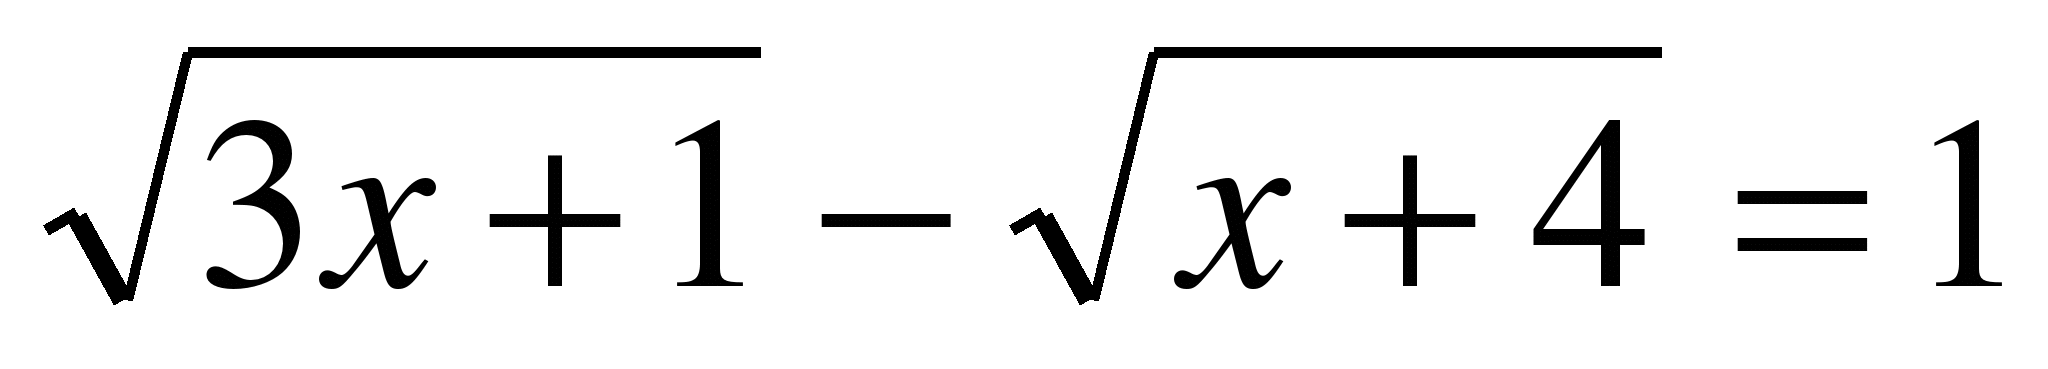 √(3x + 1) − √(x + 4) = 1